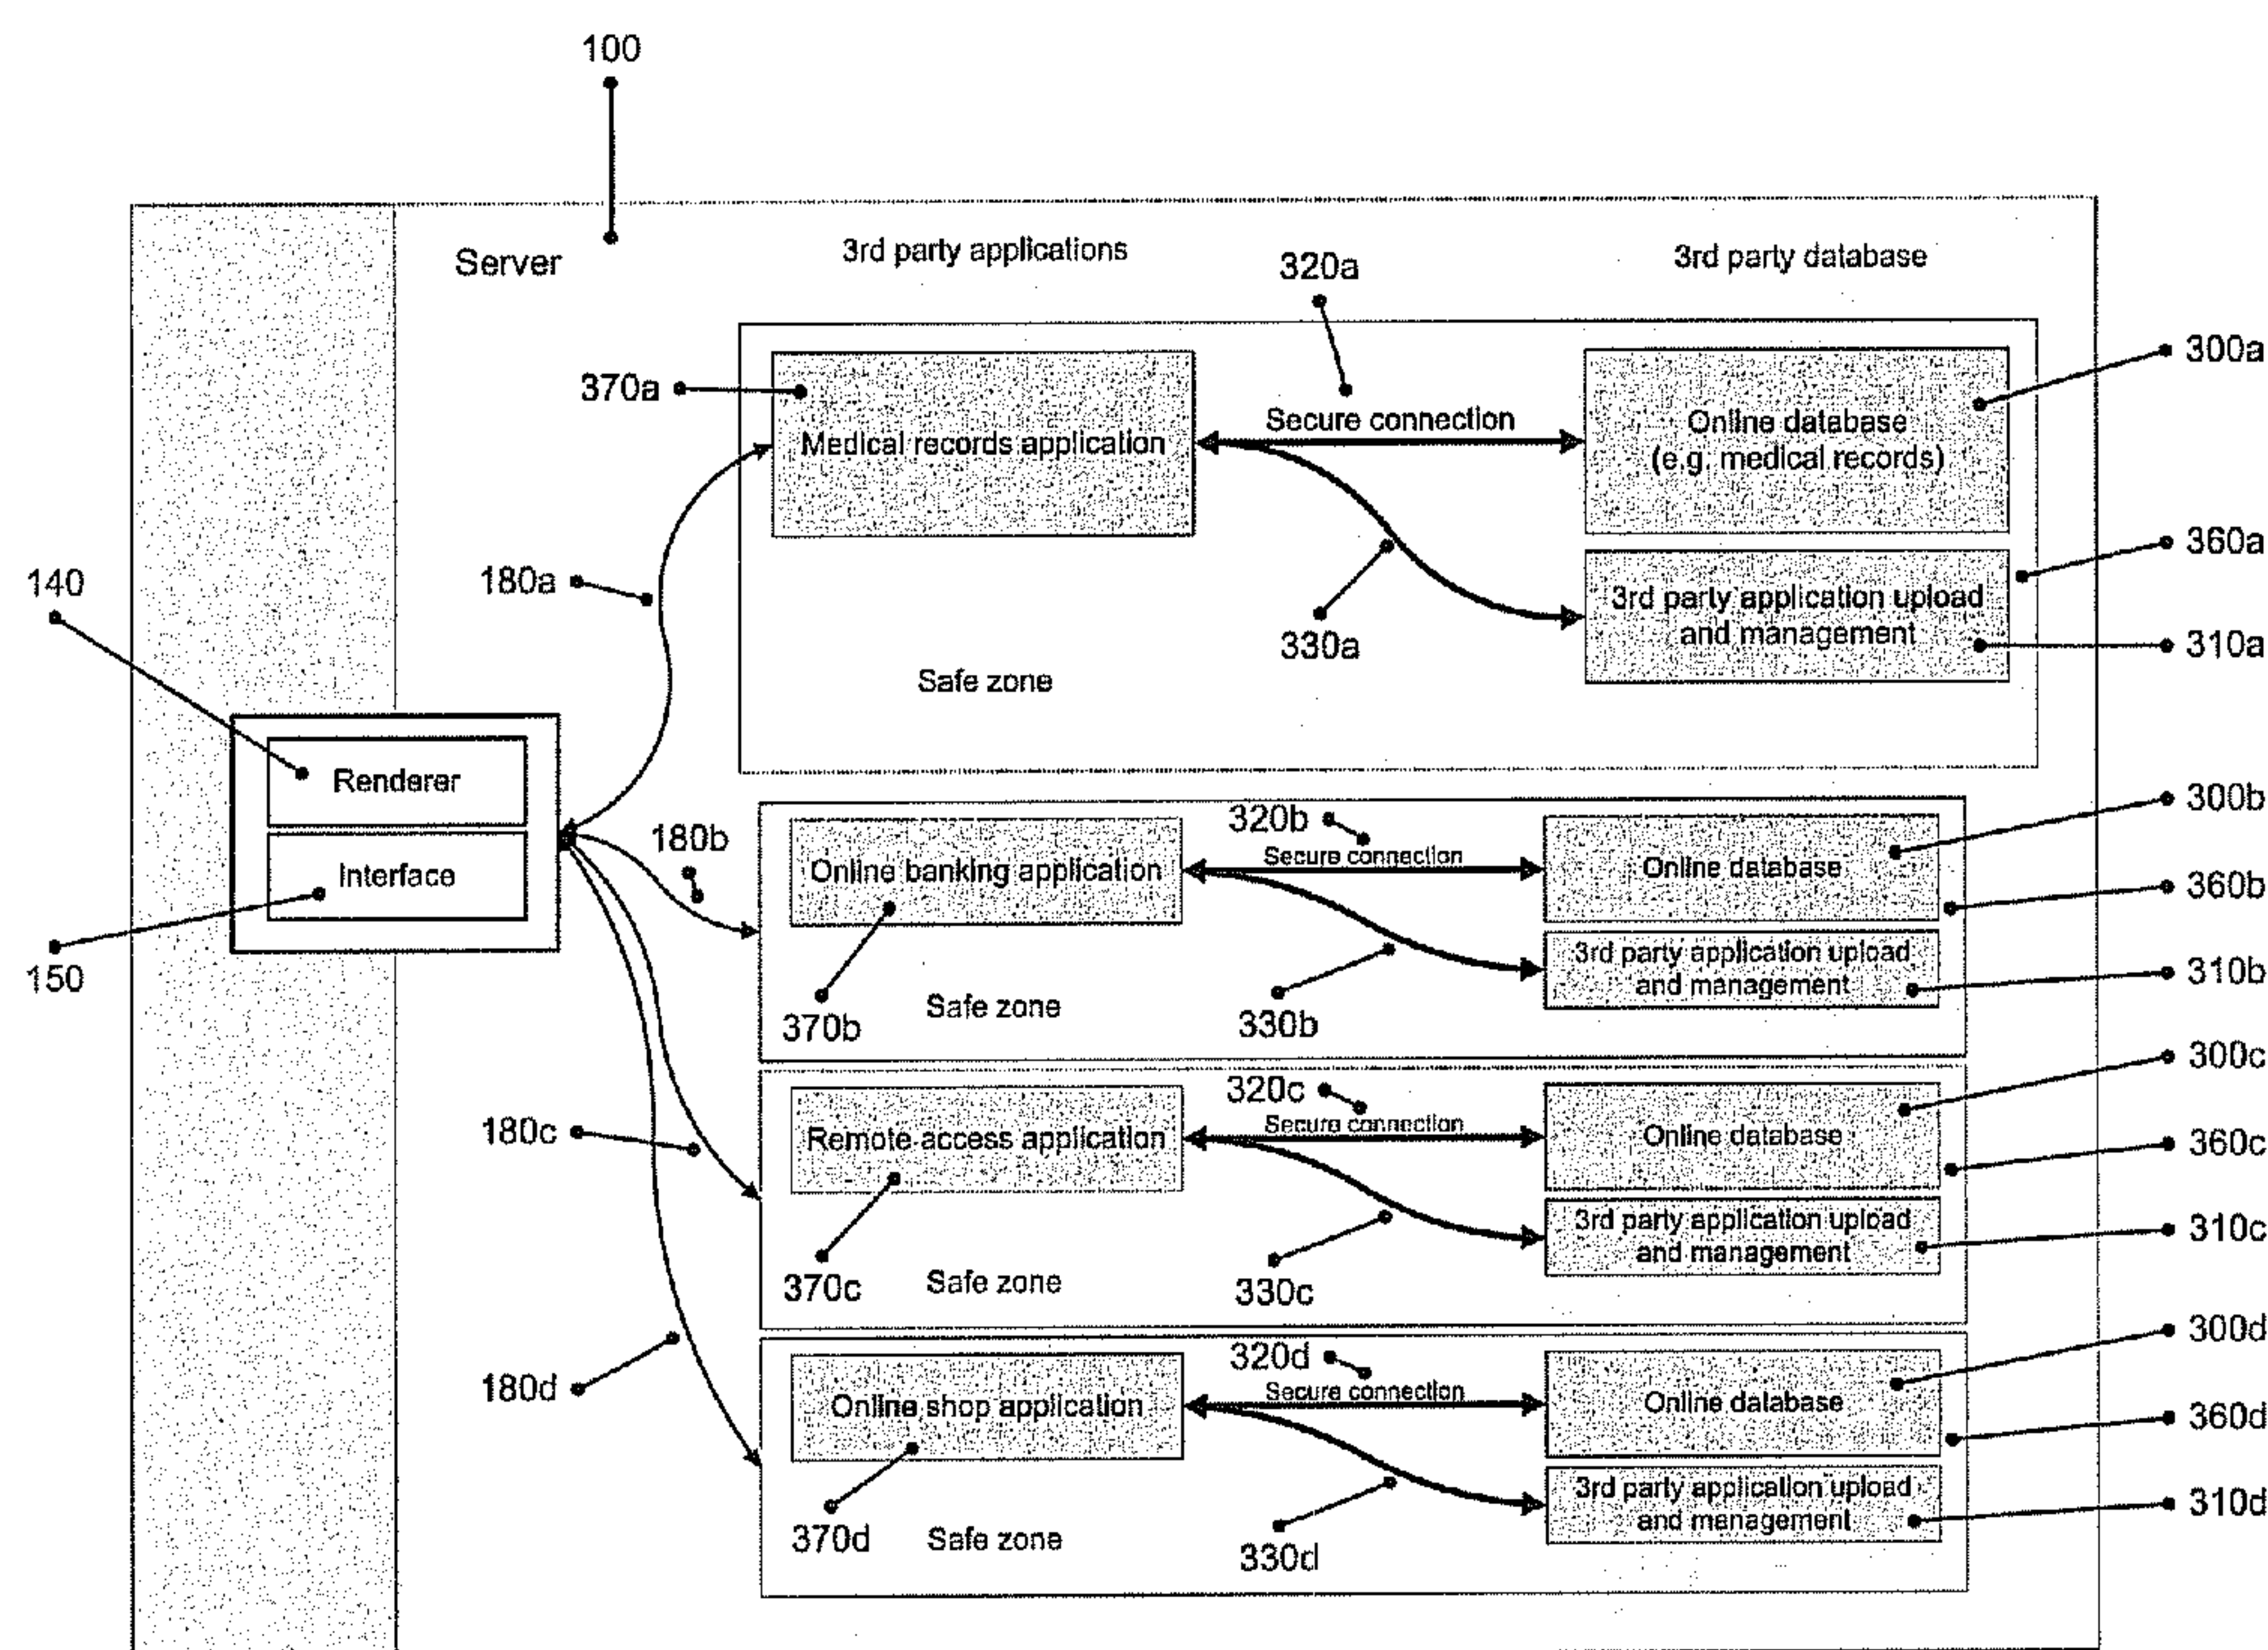 100
Server
3rd party applications
3rd party database
320a
300a
370a
Medical records application
Secure connection
Online database
(e.g. medical records)
360a
180a
140
3rd party application upload
and management
330a
310a
Safe zone
Renderer
Interface
150
180b
320b
300b
Online banking application
Secure connection
Online database
360b
3rd party application upload
and management
310b
370b
Safe zone
330b
180c
320c
300c
Remote access application
Secure connection
Online database
360c
3rd party application upload
and management
310c
370c
Safe zone
330c
180d
320d
300d
Online shop application
Secure connection
Online database
360d
3rd party application upload
and management
310d
370d
Safe zone
330d